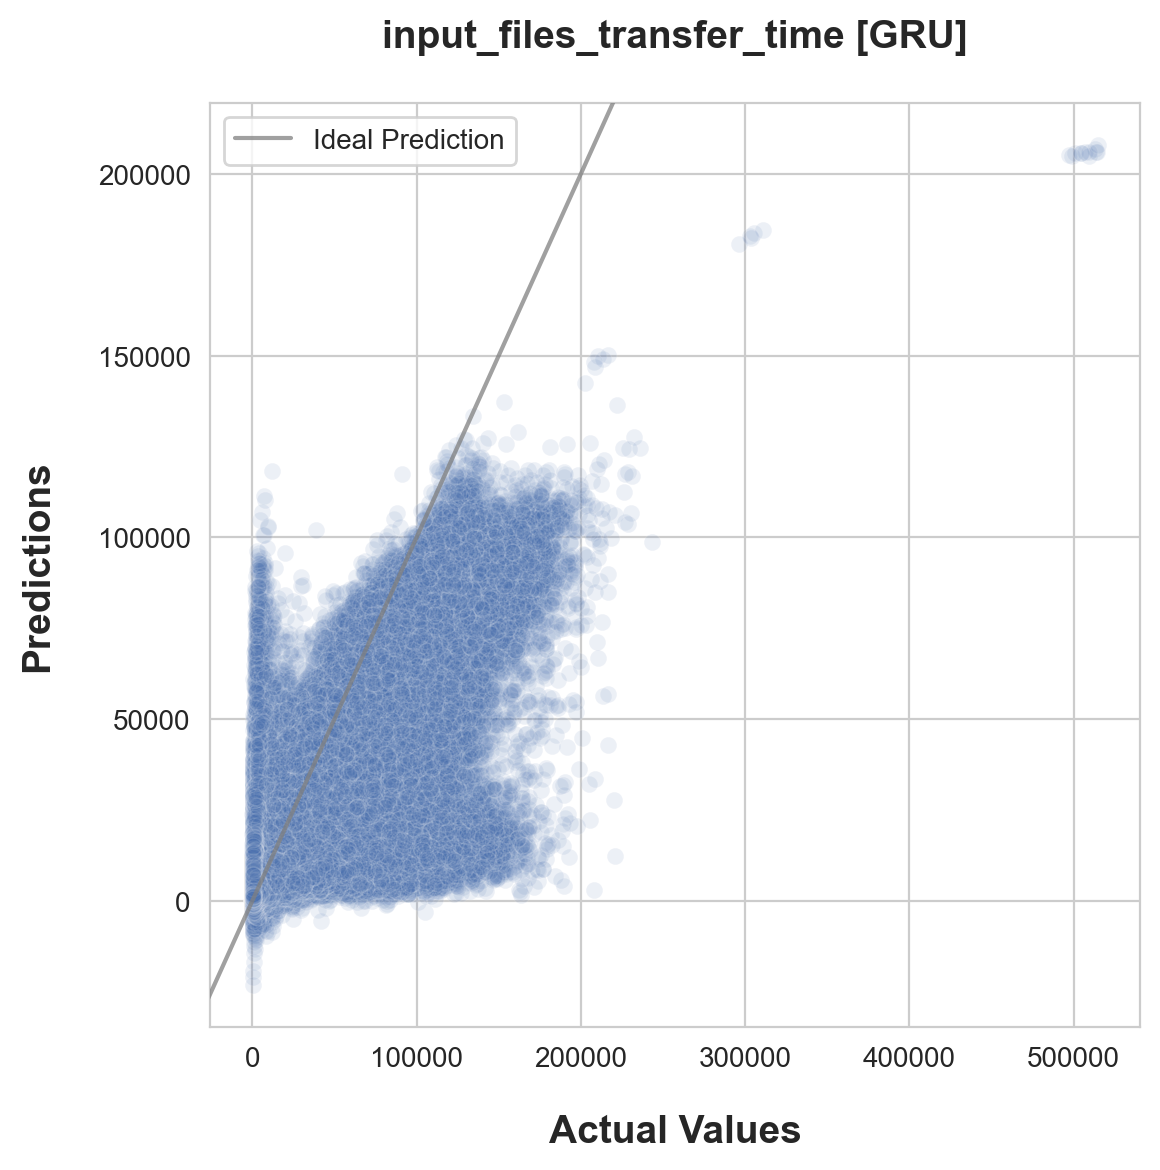 input_files_transfer_time [GRU]
Ideal Prediction
200000
150000
100000
50000
0
Predictions
0 100000 200000 300000 400000 500000
Actual Values